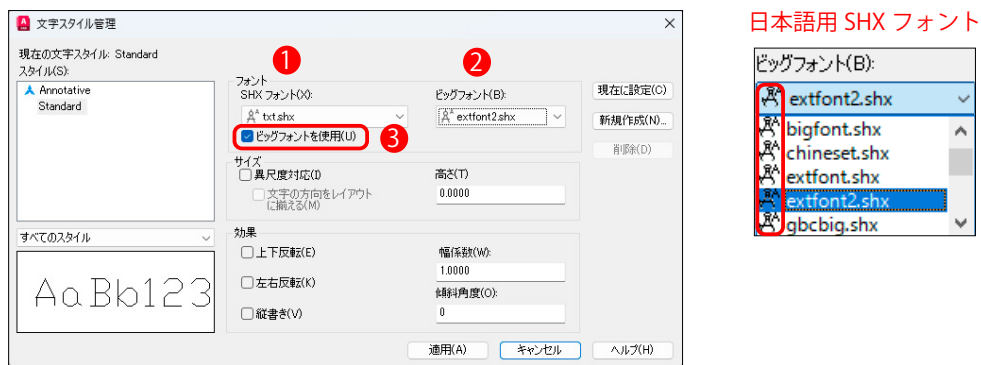 文字スタイル管理
現在の文字スタイル: Standard
スタイル(S):
Annotative
Standard
すべてのスタイル
AaBb123
1
フォント
SHX フォント(X):
txt.shx
ビッグフォントを使用(U)
3
2
ビッグフォント(B):
extfont2.shx
サイズ
異尺度対応(I)
文字の方向をレイアウト
に揃える(M)
高さ(T)
0.0000
効果
上下反転(E)
左右反転(K)
縦書き(V)
幅係数(W):
1.0000
傾斜角度(O):
0
現在に設定(C)
新規作成(N)...
削除(D)
適用(A)
キャンセル
ヘルプ(H)
日本語用 SHX フォント
ビッグフォント(B):
extfont2.shx
bigfont.shx
chineset.shx
extfont.shx
extfont2.shx
gbcbig.shx